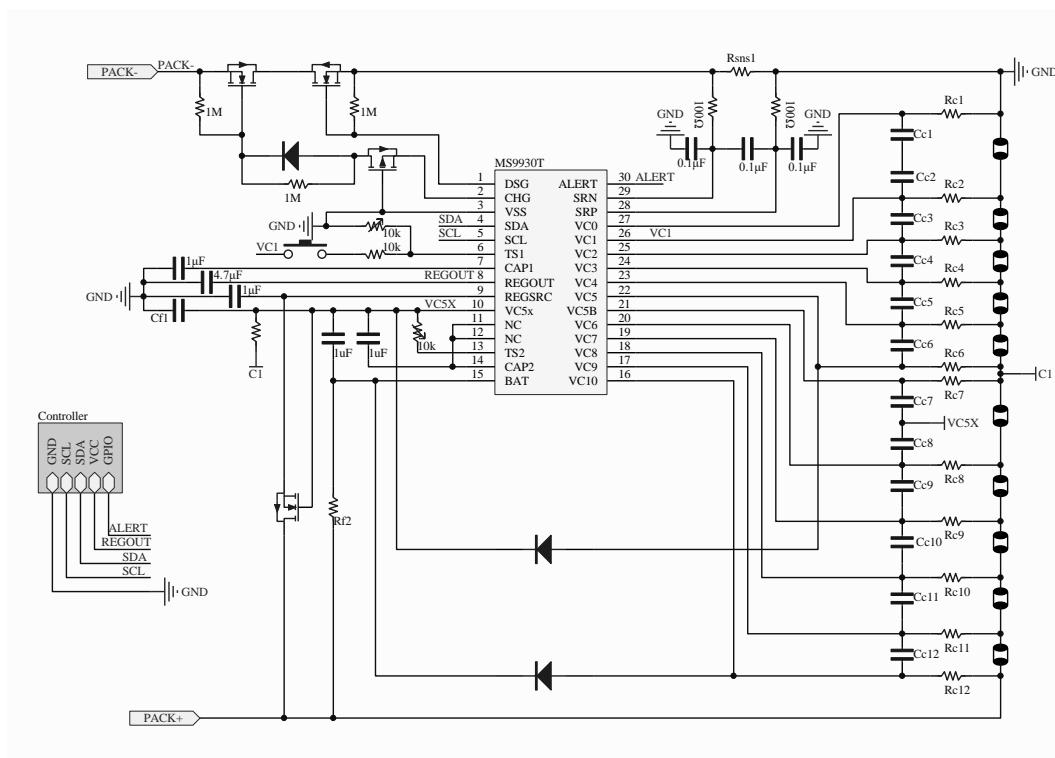 PACK-
PACK-
Rsns1
GND
1M
1M
100Ω
100Ω
GND
GND
0.1μF
0.1μF
0.1μF
1M
MS9930T
1 DSG ALERT 30 ALERT
2 CHG SRN 29
3 VSS SRP 28
SDA 4 SDA VC0 27
SCL 5 SCL VC1 26 VC1
6 TS1 VC2 25
7 CAP1 VC3 24
REGOUT 8 REGOUT VC4 23
9 REGSRC VC5 22
VC5X 10 VC5x VC5B 21
11 NC VC6 20
12 NC VC7 19
13 TS2 VC8 18
14 CAP2 VC9 17
15 BAT VC10 16
GND
10k
VC1
10k
1μF
4.7μF
GND
1μF
Cf1
C1
1uF
1uF
10k
Rf2
Rc1
Cc1
Cc2
Rc2
Cc3
Rc3
Cc4
Rc4
Cc5
Rc5
Cc6
Rc6
C1
Rc7
Cc7
VC5X
Cc8
Rc8
Cc9
Rc9
Cc10
Rc10
Cc11
Rc11
Cc12
Rc12
Controller
GND
SCL
SDA
VCC
GPIO
ALERT
REGOUT
SDA
SCL
GND
PACK+